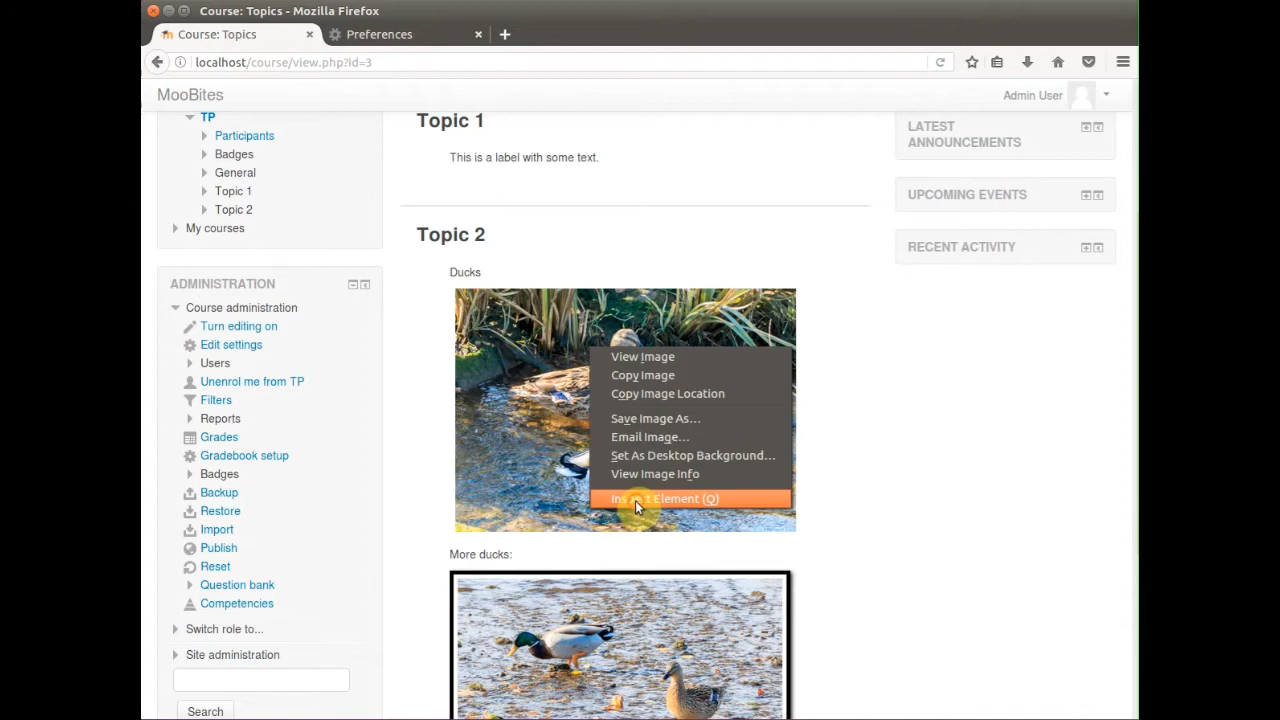 Course: Topics - Mozilla Firefox
Course: Topics
Preferences
localhost/course/view.php?id=3
MooBites
Admin User
TP
Participants
Badges
General
Topic 1
Topic 2
My courses
ADMINISTRATION
Course administration
Turn editing on
Edit settings
Users
Unenrol me from TP
Filters
Reports
Grades
Gradebook setup
Badges
Backup
Restore
Import
Publish
Reset
Question bank
Competencies
Switch role to...
Site administration
Search
Topic 1
This is a label with some text.
Topic 2
Ducks
View Image
Copy Image
Copy Image Location
Save Image As...
Email Image...
Set As Desktop Background...
View Image Info
Inspect Element (Q)
More ducks:
LATEST
ANNOUNCEMENTS
UPCOMING EVENTS
RECENT ACTIVITY